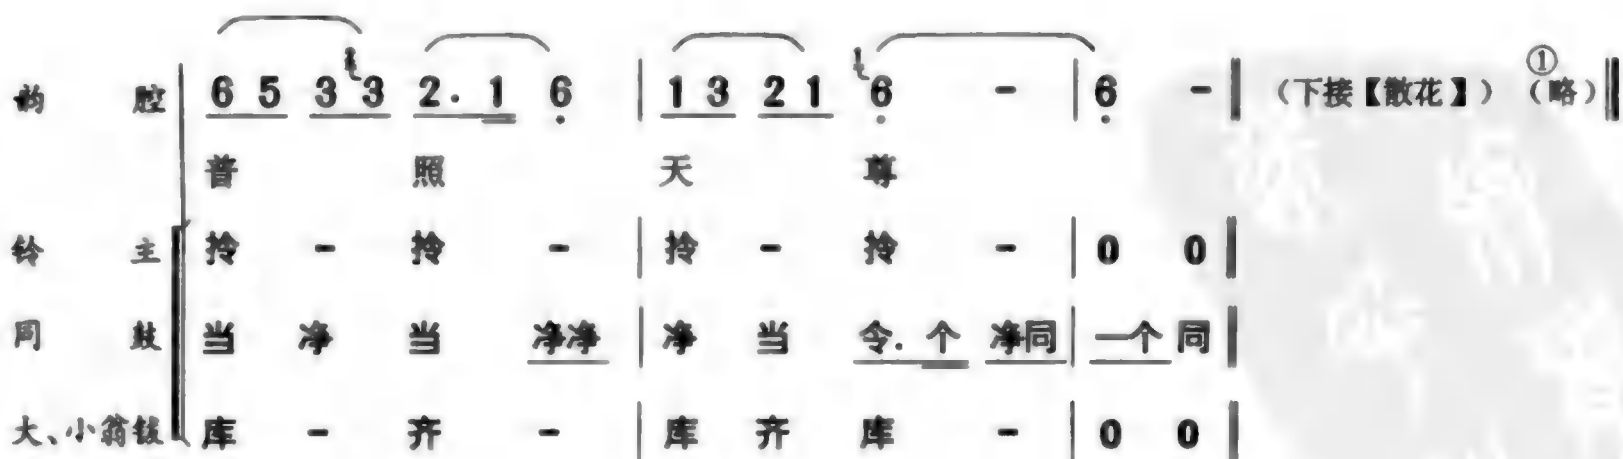 ①
韵 腔 6 5 3 3 2. 1 6 | 1 3 2 1 6 - | 6 - ‖ (下接【散花】) (略)
普 照 天 尊
铃 主 拎 - 拎 - | 拎 - 拎 - | 0 0
同 鼓 当 净 当 净净 | 净 当 令. 个 净同 | 一个 同
大、小翁钹 库 - 齐 - | 库 齐 库 - | 0 0